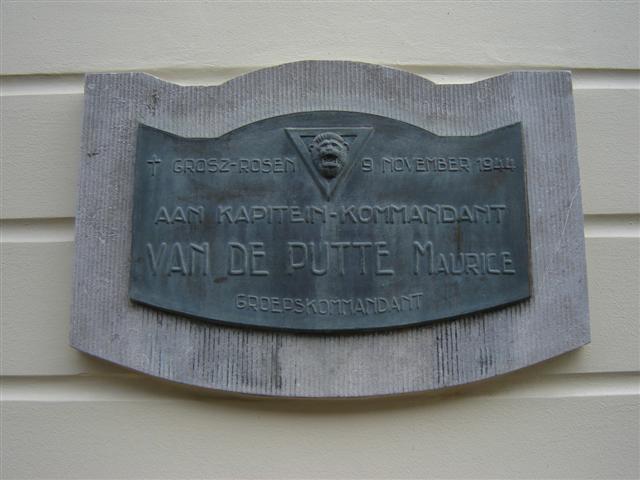 † GROSZ-ROSEN 9 NOVEMBER 1944
AAN KAPITEIN-KOMMANDANT
VAN DE PUTTE MAURICE
GROEPSKOMMANDANT